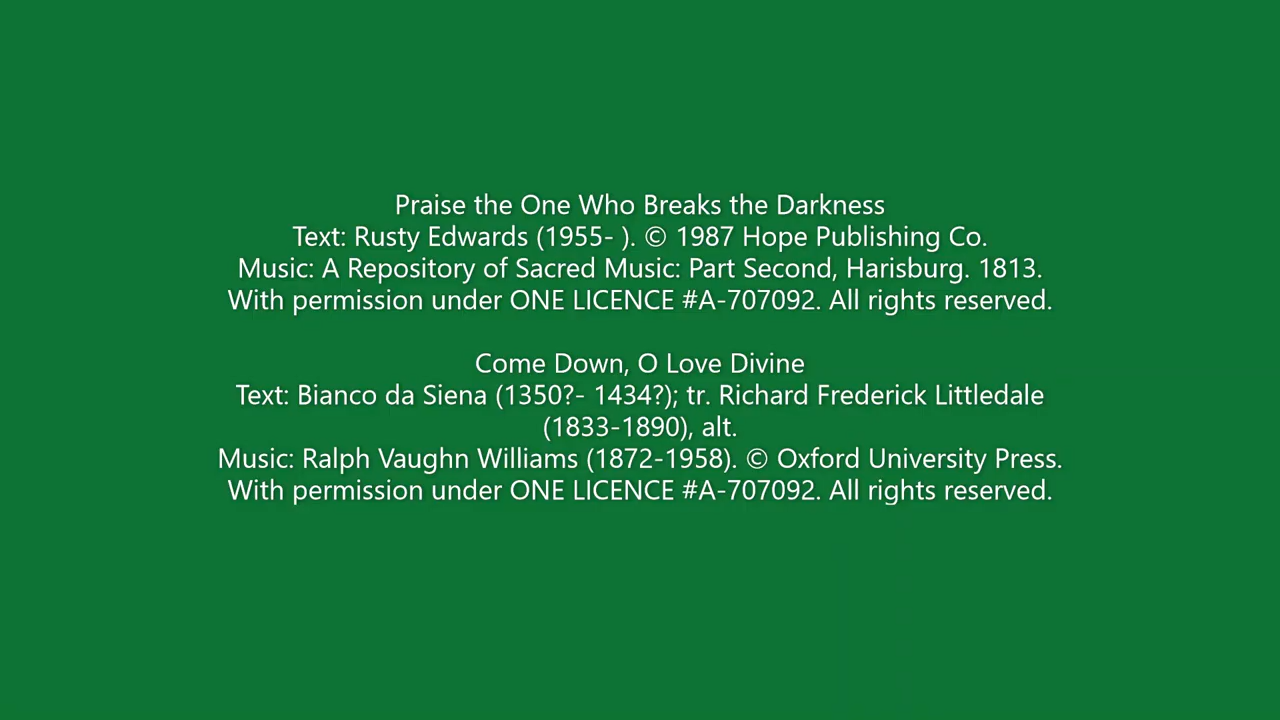 Praise the One Who Breaks the Darkness
Text: Rusty Edwards (1955- ). © 1987 Hope Publishing Co.
Music: A Repository of Sacred Music: Part Second, Harisburg. 1813.
With permission under ONE LICENCE #A-707092. All rights reserved.
Come Down, O Love Divine
Text: Bianco da Siena (1350?- 1434?); tr. Richard Frederick Littledale
(1833-1890), alt.
Music: Ralph Vaughn Williams (1872-1958). © Oxford University Press.
With permission under ONE LICENCE #A-707092. All rights reserved.